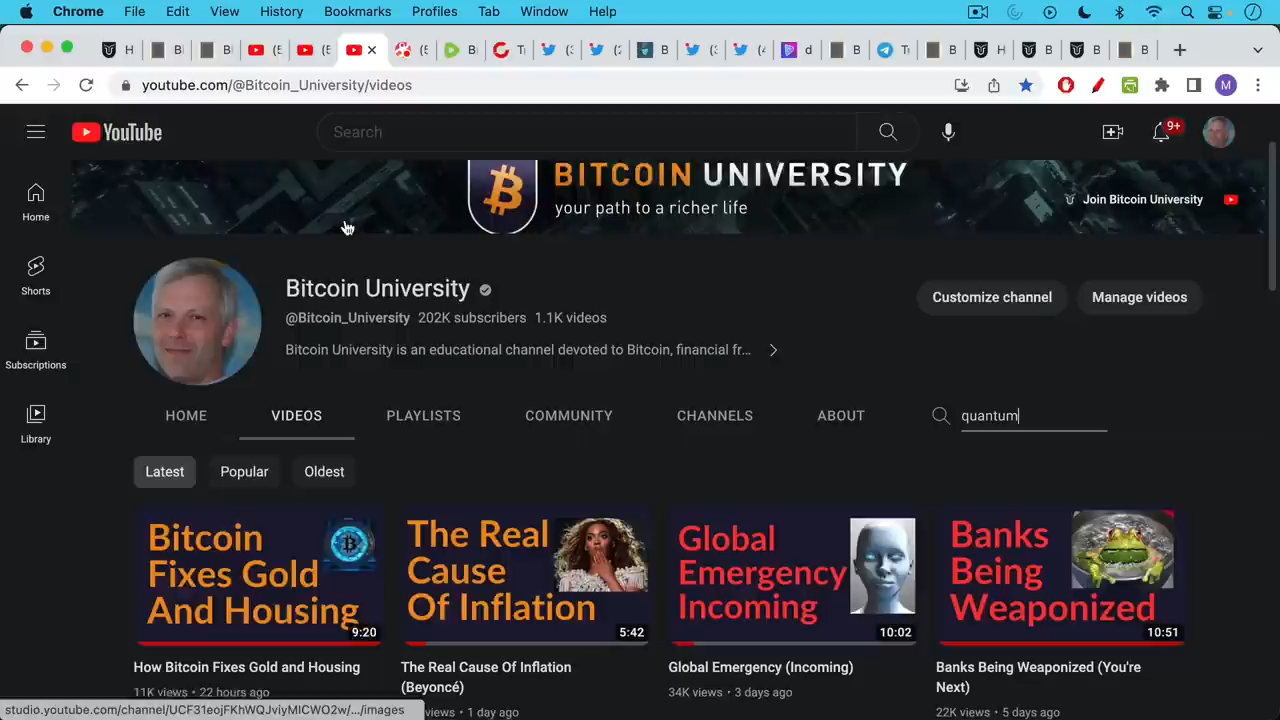 Chrome File Edit View History Bookmarks Profiles Tab Window Help
youtube.com/@Bitcoin_University/videos
M
YouTube
Search
9+
Home
Shorts
Subscriptions
Library
BITCOIN UNIVERSITY
your path to a richer life
Join Bitcoin University
Bitcoin University
@Bitcoin_University 202K subscribers 1.1K videos
Bitcoin University is an educational channel devoted to Bitcoin, financial fr...
Customize channel
Manage videos
HOME VIDEOS PLAYLISTS COMMUNITY CHANNELS ABOUT quantum
Latest Popular Oldest
Bitcoin
Fixes Gold
And Housing
9:20
How Bitcoin Fixes Gold and Housing
11K views • 22 hours ago
The Real
Cause
Of Inflation
5:42
The Real Cause Of Inflation
(Beyoncé)
views • 1 day ago
Global
Emergency
Incoming
10:02
Global Emergency (Incoming)
34K views • 3 days ago
Banks
Being
Weaponized
10:51
Banks Being Weaponized (You're
Next)
22K views • 5 days ago